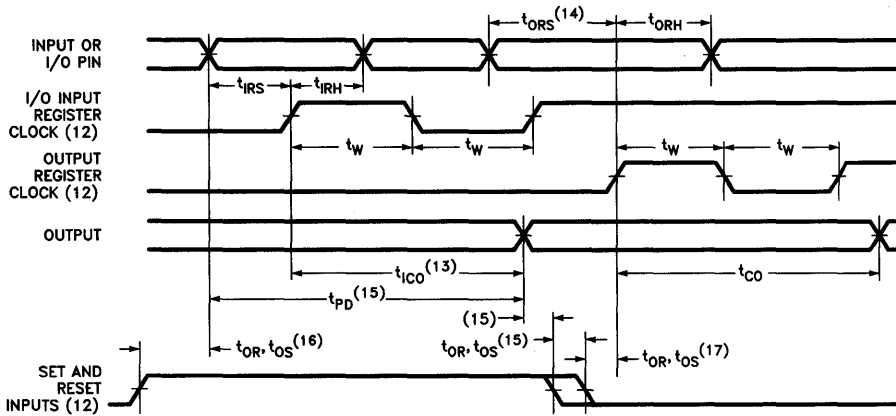 tORS(14)
tORH
INPUT OR
I/O PIN
tIRS
tIRH
I/O INPUT
REGISTER
CLOCK (12)
tW
tW
OUTPUT
REGISTER
CLOCK (12)
tW
tW
OUTPUT
tICO(13)
tCO
tPD(15)
(15)
tOR, tOS(16)
tOR, tOS(15)
tOR, tOS(17)
SET AND
RESET
INPUTS (12)